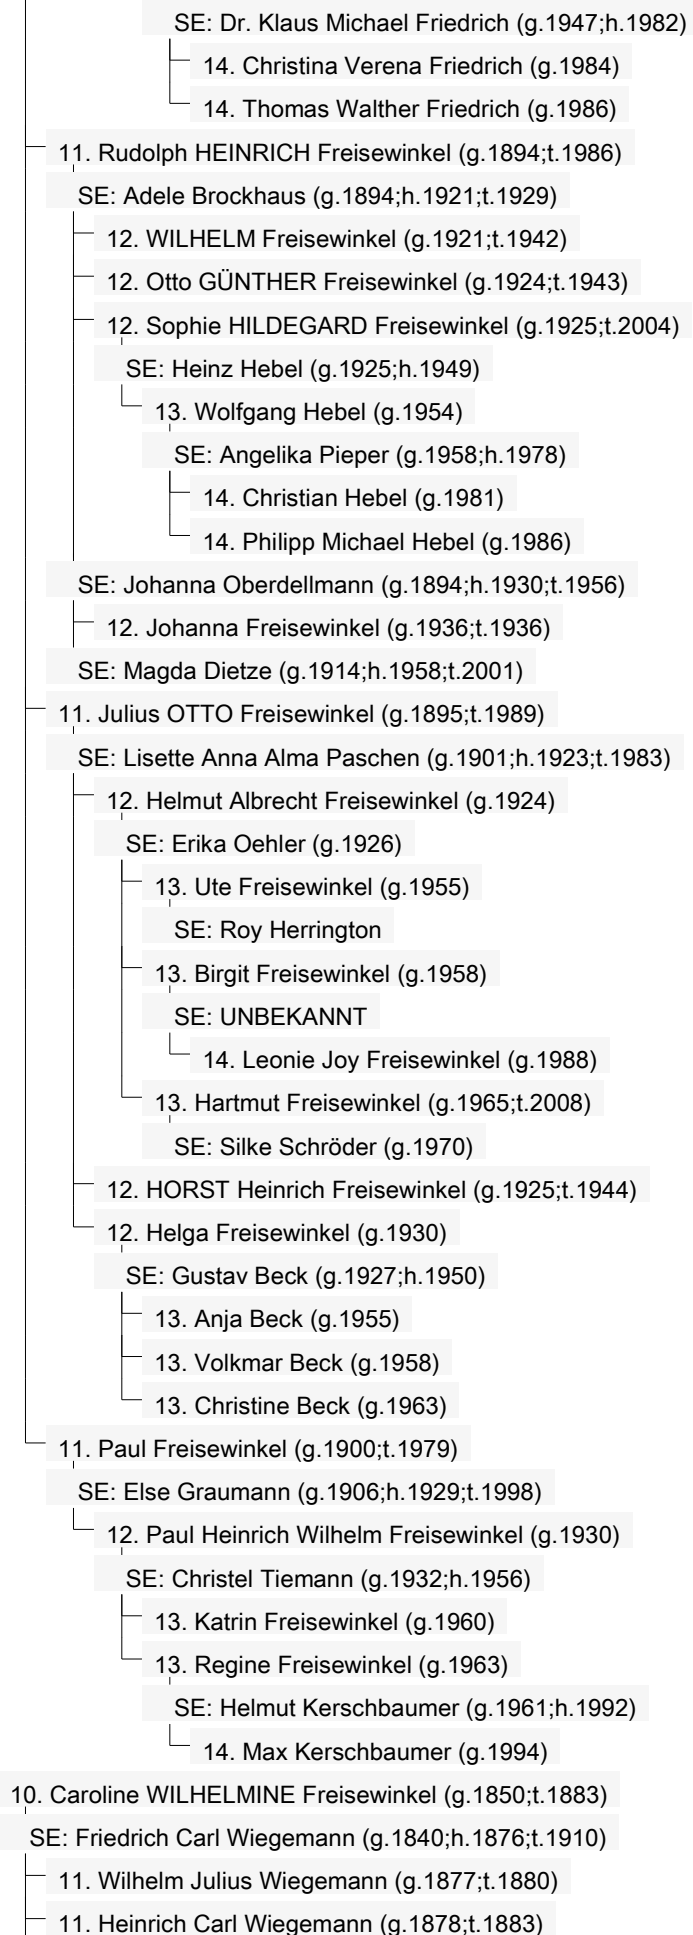 SE: Dr. Klaus Michael Friedrich (g.1947;h.1982)
14. Christina Verena Friedrich (g.1984)
14. Thomas Walther Friedrich (g.1986)
11. Rudolph HEINRICH Freisewinkel (g.1894;t.1986)
SE: Adele Brockhaus (g.1894;h.1921;t.1929)
12. WILHELM Freisewinkel (g.1921;t.1942)
12. Otto GÜNTHER Freisewinkel (g.1924;t.1943)
12. Sophie HILDEGARD Freisewinkel (g.1925;t.2004)
SE: Heinz Hebel (g.1925;h.1949)
13. Wolfgang Hebel (g.1954)
SE: Angelika Pieper (g.1958;h.1978)
14. Christian Hebel (g.1981)
14. Philipp Michael Hebel (g.1986)
SE: Johanna Oberdellmann (g.1894;h.1930;t.1956)
12. Johanna Freisewinkel (g.1936;t.1936)
SE: Magda Dietze (g.1914;h.1958;t.2001)
11. Julius OTTO Freisewinkel (g.1895;t.1989)
SE: Lisette Anna Alma Paschen (g.1901;h.1923;t.1983)
12. Helmut Albrecht Freisewinkel (g.1924)
SE: Erika Oehler (g.1926)
13. Ute Freisewinkel (g.1955)
SE: Roy Herrington
13. Birgit Freisewinkel (g.1958)
SE: UNBEKANNT
14. Leonie Joy Freisewinkel (g.1988)
13. Hartmut Freisewinkel (g.1965;t.2008)
SE: Silke Schröder (g.1970)
12. HORST Heinrich Freisewinkel (g.1925;t.1944)
12. Helga Freisewinkel (g.1930)
SE: Gustav Beck (g.1927;h.1950)
13. Anja Beck (g.1955)
13. Volkmar Beck (g.1958)
13. Christine Beck (g.1963)
11. Paul Freisewinkel (g.1900;t.1979)
SE: Else Graumann (g.1906;h.1929;t.1998)
12. Paul Heinrich Wilhelm Freisewinkel (g.1930)
SE: Christel Tiemann (g.1932;h.1956)
13. Katrin Freisewinkel (g.1960)
13. Regine Freisewinkel (g.1963)
SE: Helmut Kerschbaumer (g.1961;h.1992)
14. Max Kerschbaumer (g.1994)
10. Caroline WILHELMINE Freisewinkel (g.1850;t.1883)
SE: Friedrich Carl Wiegemann (g.1840;h.1876;t.1910)
11. Wilhelm Julius Wiegemann (g.1877;t.1880)
11. Heinrich Carl Wiegemann (g.1878;t.1883)